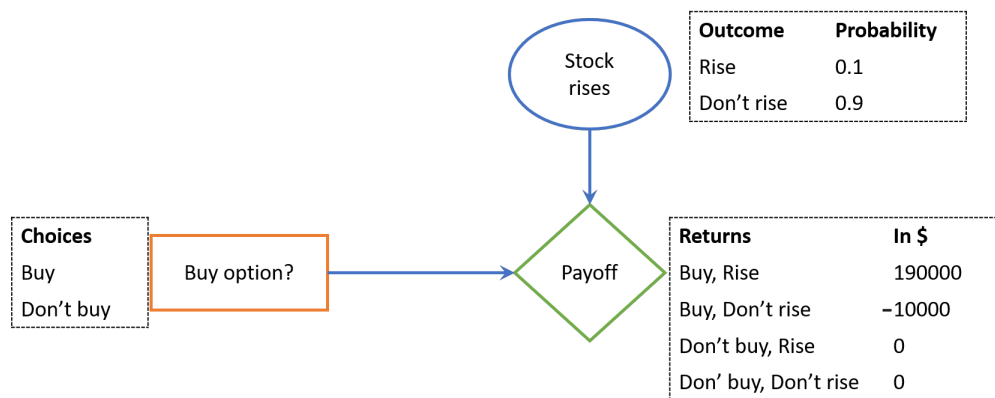 Stock
rises
Outcome Probability
Rise 0.1
Don't rise 0.9
Choices
Buy
Don't buy
Buy option?
Payoff
Returns In $
Buy, Rise 190000
Buy, Don't rise −10000
Don't buy, Rise 0
Don' buy, Don't rise 0